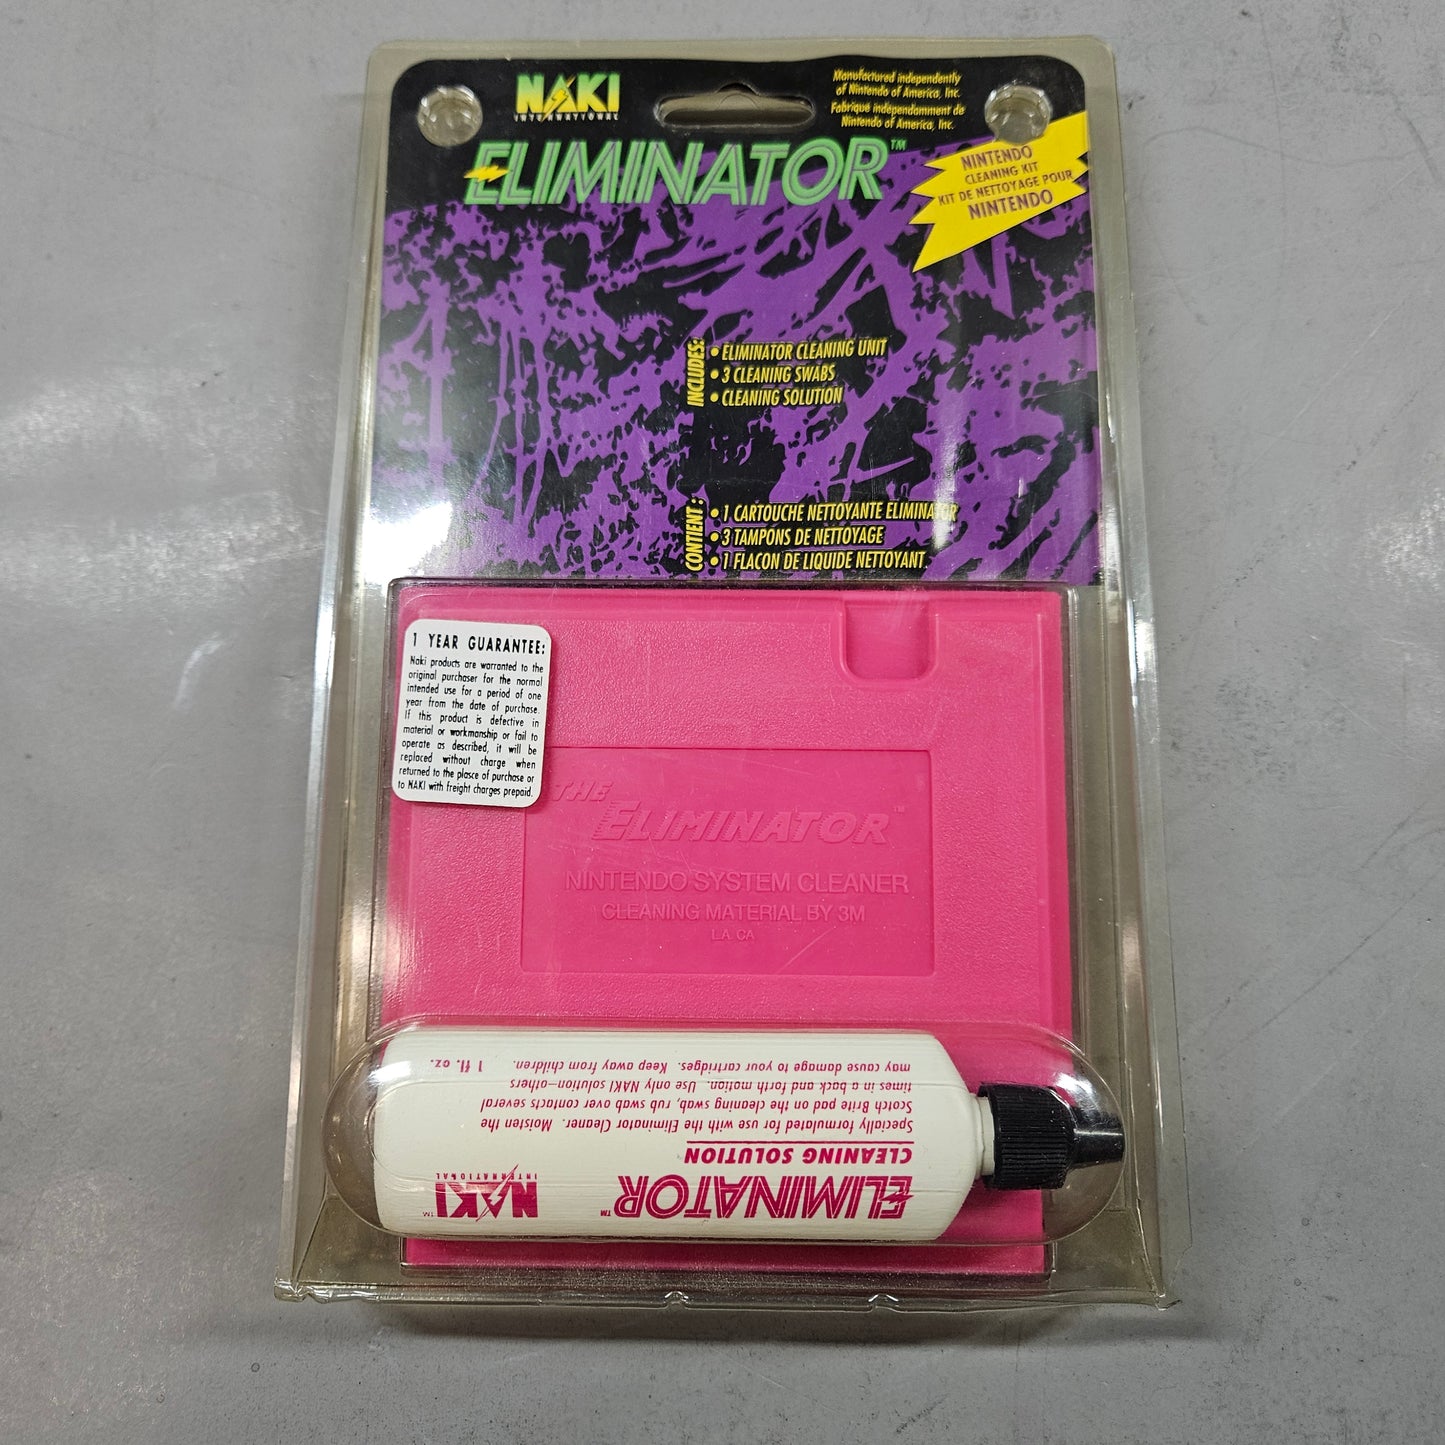 NAKI
INTERNATIONAL
Manufactured independently
of Nintendo of America, Inc.
Fabriqué indépendamment de
Nintendo of America, Inc.
ELIMINATOR™
NINTENDO
CLEANING KIT
KIT DE NETTOYAGE POUR
NINTENDO
INCLUDES:
• ELIMINATOR CLEANING UNIT
• 3 CLEANING SWABS
• CLEANING SOLUTION
CONTIENT :
• 1 CARTOUCHE NETTOYANTE ELIMINATOR
• 3 TAMPONS DE NETTOYAGE
• 1 FLACON DE LIQUIDE NETTOYANT
1 YEAR GUARANTEE:
Naki products are warranted to the
original purchaser for the normal
intended use for a period of one
year from the date of purchase.
If this product is defective in
material or workmanship or fail to
operate as described, it will be
replaced without charge when
returned to the plasce of purchase or
to NAKI with freight charges prepaid.
THE
ELIMINATOR™
NINTENDO SYSTEM CLEANER
CLEANING MATERIAL BY 3M
L.A. CA
ELIMINATOR™
NAKI™
INTERNATIONAL
CLEANING SOLUTION
Specially formulated for use with the Eliminator Cleaner. Moisten the
Scotch Brite pad on the cleaning swab, rub swab over contacts several
times in a back and forth motion. Use only NAKI solution—others
may cause damage to your cartridges. Keep away from children. 1 fl. oz.